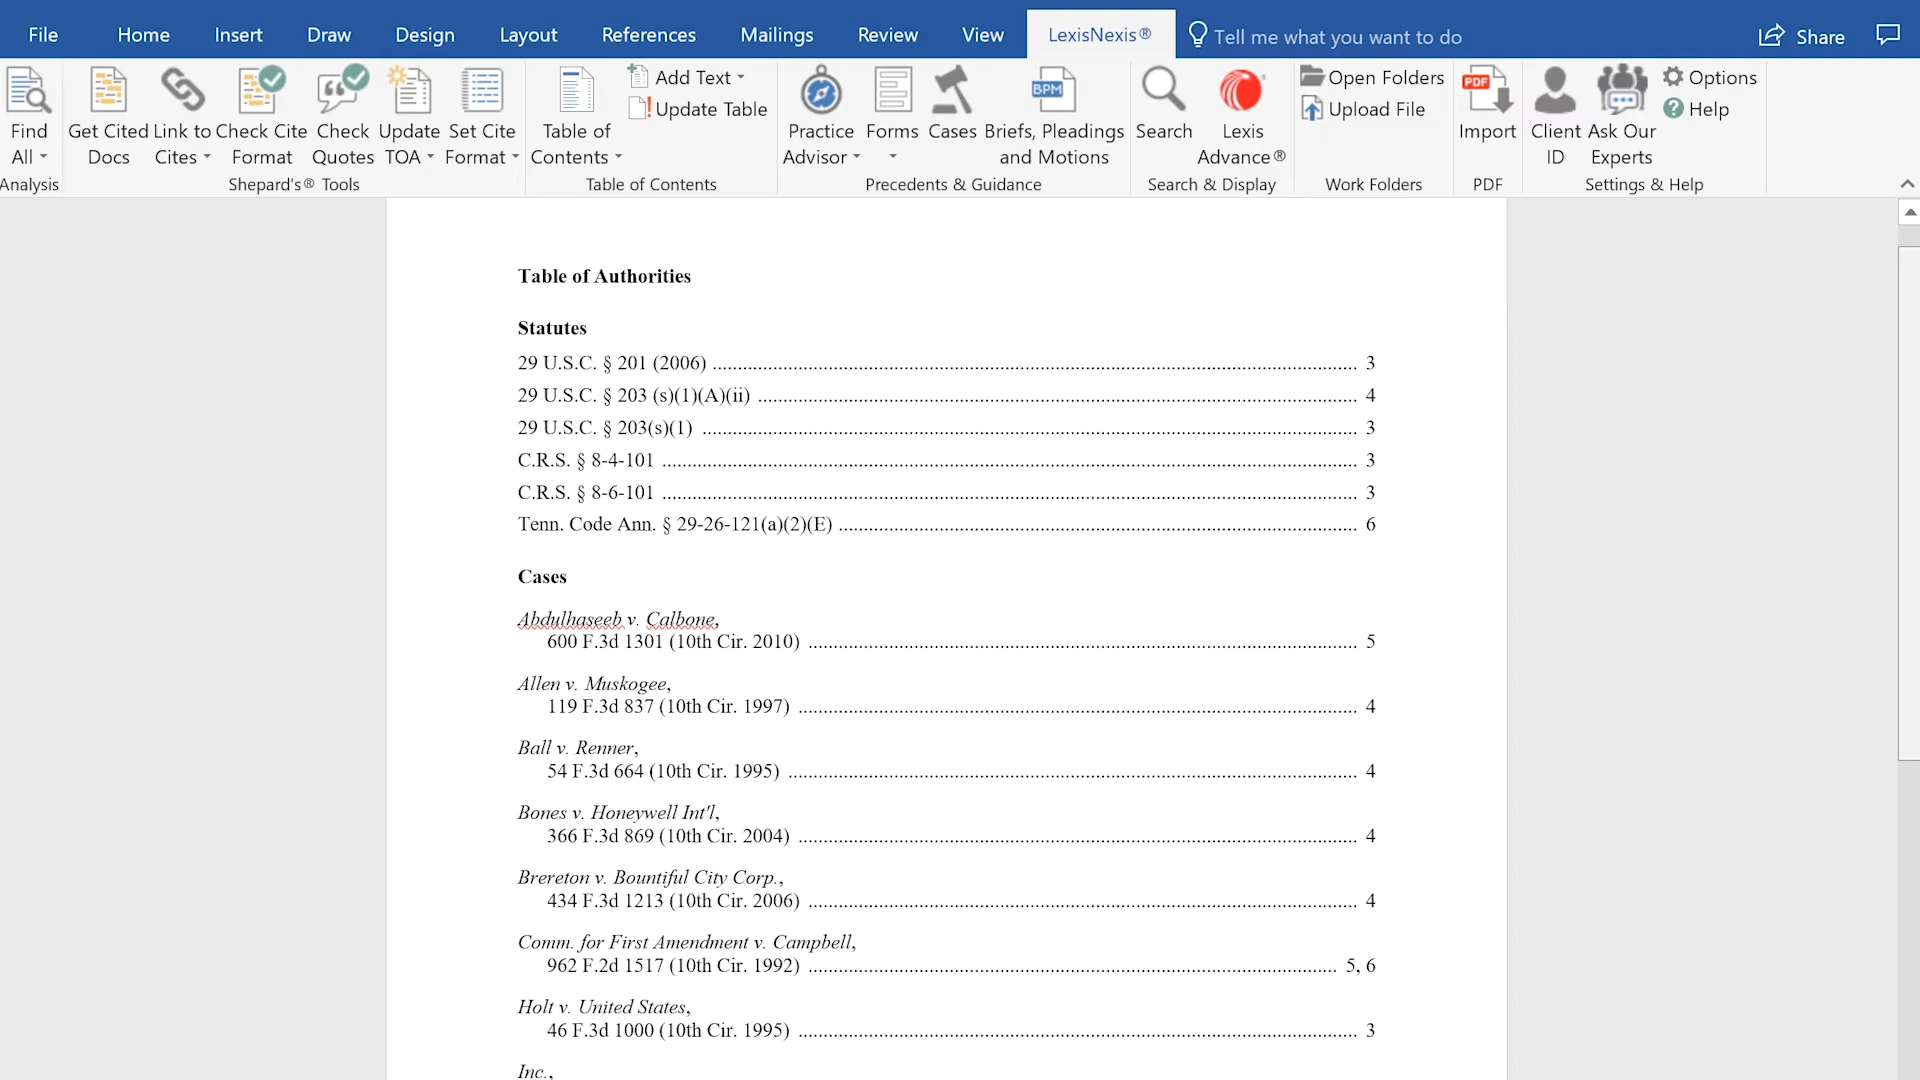 File Home Insert Draw Design Layout References Mailings Review View LexisNexis® Tell me what you want to do Share
Find All
Analysis
Get Cited Docs
Link to Cites
Check Cite Format
Check Quotes
Update TOA
Set Cite Format
Shepard's® Tools
Table of Contents
Add Text
Update Table
Table of Contents
Practice Advisor
Forms
Cases
BPM
Briefs, Pleadings and Motions
Precedents & Guidance
Search
Lexis Advance®
Search & Display
Open Folders
Upload File
Work Folders
PDF
Import
PDF
Client ID
Ask Our Experts
Options
Help
Settings & Help
Table of Authorities
Statutes
29 U.S.C. § 201 (2006) ........ 3
29 U.S.C. § 203 (s)(1)(A)(ii) ........ 4
29 U.S.C. § 203(s)(1) ........ 3
C.R.S. § 8-4-101 ........ 3
C.R.S. § 8-6-101 ........ 3
Tenn. Code Ann. § 29-26-121(a)(2)(E) ........ 6
Cases
Abdulhaseeb v. Calbone,
600 F.3d 1301 (10th Cir. 2010) ........ 5
Allen v. Muskogee,
119 F.3d 837 (10th Cir. 1997) ........ 4
Ball v. Renner,
54 F.3d 664 (10th Cir. 1995) ........ 4
Bones v. Honeywell Int'l,
366 F.3d 869 (10th Cir. 2004) ........ 4
Brereton v. Bountiful City Corp.,
434 F.3d 1213 (10th Cir. 2006) ........ 4
Comm. for First Amendment v. Campbell,
962 F.2d 1517 (10th Cir. 1992) ........ 5, 6
Holt v. United States,
46 F.3d 1000 (10th Cir. 1995) ........ 3
Inc.,